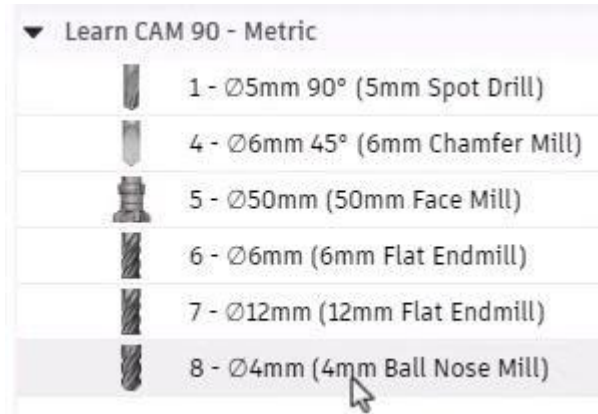 Learn CAM 90 - Metric
1 - ∅5mm 90° (5mm Spot Drill)
4 - ∅6mm 45° (6mm Chamfer Mill)
5 - ∅50mm (50mm Face Mill)
6 - ∅6mm (6mm Flat Endmill)
7 - ∅12mm (12mm Flat Endmill)
8 - ∅4mm (4mm Ball Nose Mill)